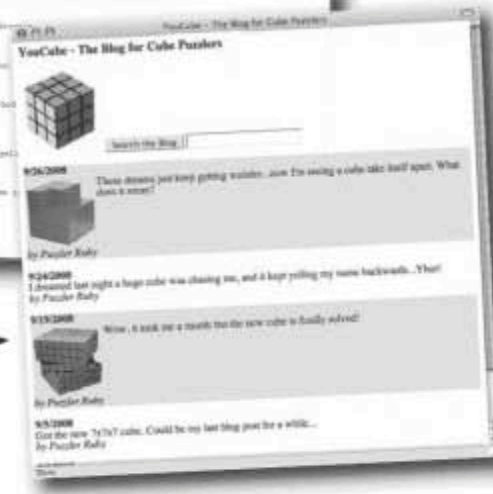 YouCube - The Blog for Cube Puzzlers
YouCube - The Blog for Cube Puzzlers
Search the Blog
9/26/2008
These dreams just keep getting weirder...now I'm seeing a cube take itself apart. What
does it mean?
by Puzzler Ruby
9/24/2008
I dreamed last night a huge cube was chasing me, and it kept yelling my name backwards...Ybur!
by Puzzler Ruby
9/19/2008
Wow, it took me a month but the new cube is finally solved!
by Puzzler Ruby
9/5/2008
Got the new 7x7x7 cube. Could be my last blog post for a while...
by Puzzler Ruby
Done